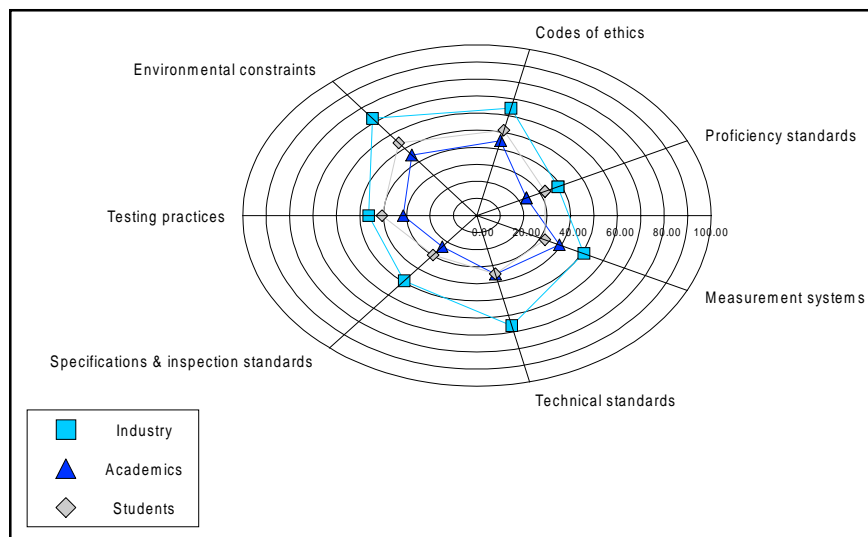 Codes of ethics
Environmental constraints
Proficiency standards
Testing practices
0.00 20.00 40.00 60.00 80.00 100.00
Measurement systems
Specifications & inspection standards
Technical standards
Industry
Academics
Students